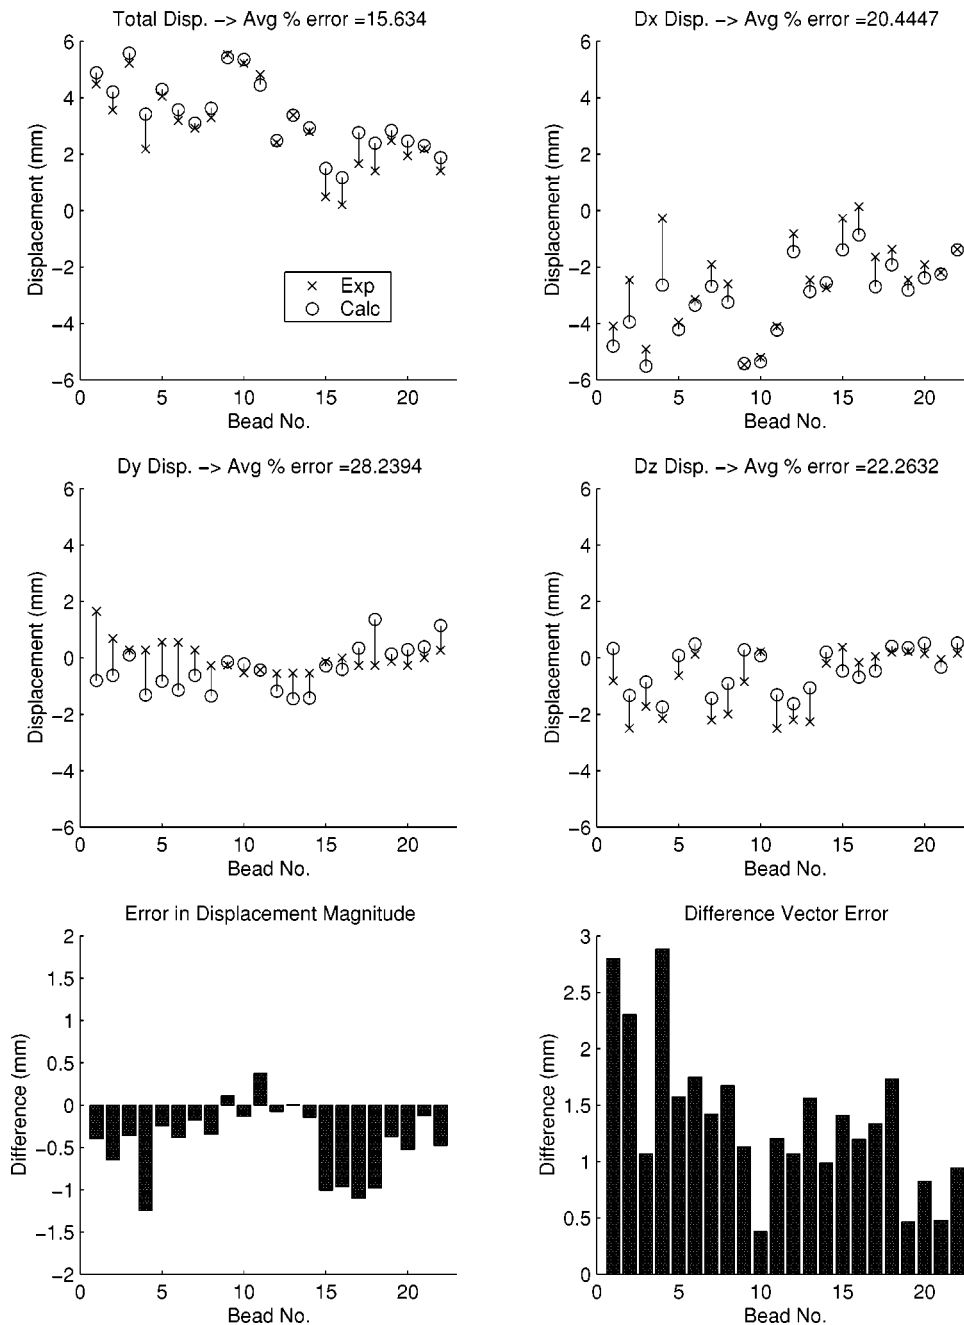 Total Disp. −> Avg % error =15.634
6
4
2
0
−2
−4
−6
Displacement (mm)
× Exp
○ Calc
0 5 10 15 20
Bead No.
Dx Disp. −> Avg % error =20.4447
6
4
2
0
−2
−4
−6
Displacement (mm)
0 5 10 15 20
Bead No.
Dy Disp. −> Avg % error =28.2394
6
4
2
0
−2
−4
−6
Displacement (mm)
0 5 10 15 20
Bead No.
Dz Disp. −> Avg % error =22.2632
6
4
2
0
−2
−4
−6
Displacement (mm)
0 5 10 15 20
Bead No.
Error in Displacement Magnitude
2
1.5
1
0.5
0
−0.5
−1
−1.5
−2
Difference (mm)
0 5 10 15 20
Bead No.
Difference Vector Error
3
2.5
2
1.5
1
0.5
0
Difference (mm)
0 5 10 15 20
Bead No.